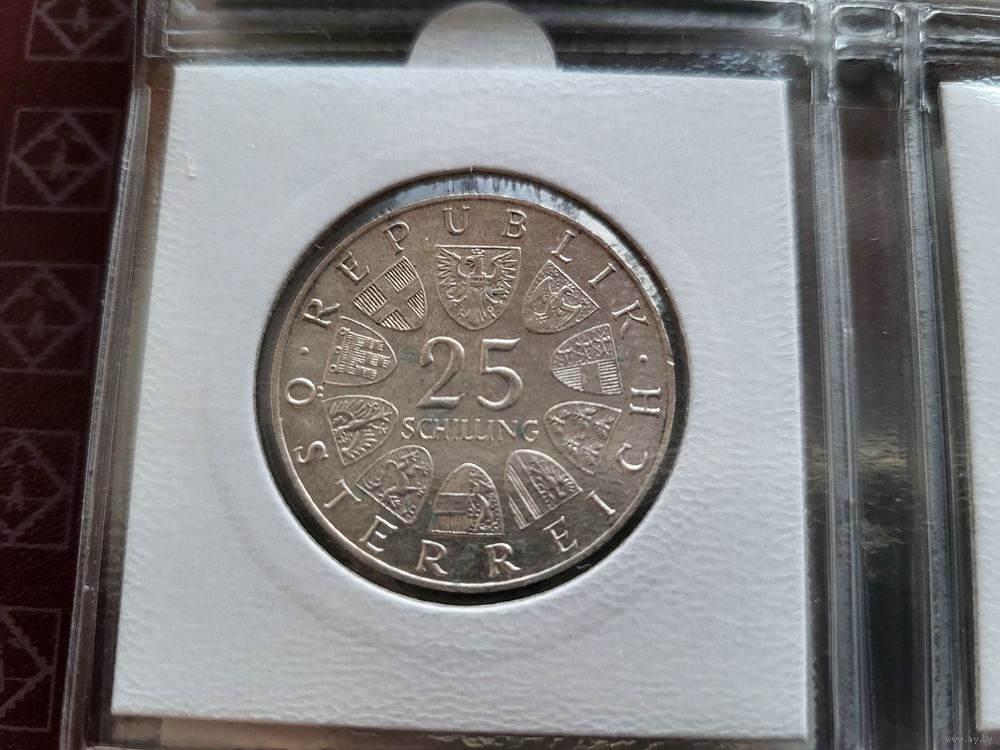 REPUBLIK · ÖSTERREICH ·
25
SCHILLING
www.ay.by